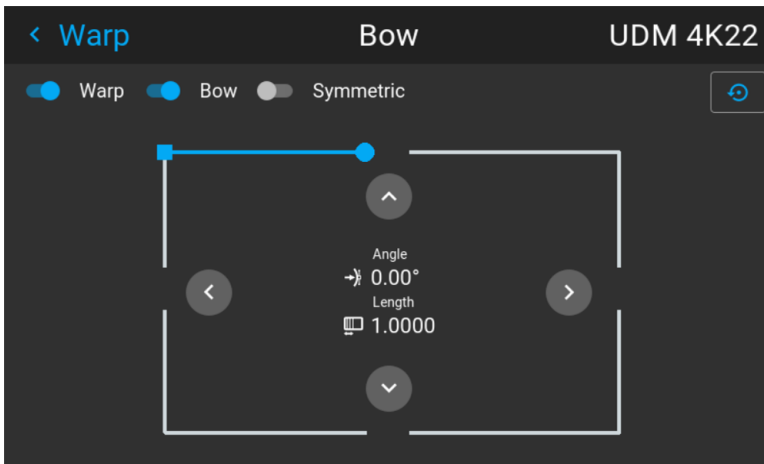 Warp Bow UDM 4K22
Warp Bow Symmetric
Angle
0.00°
Length
1.0000